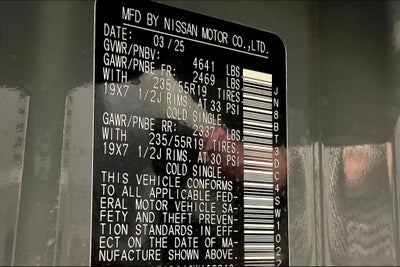 MFD BY NISSAN MOTOR CO.,LTD.
DATE: 03/25
GVWR/PNBV: 4641 LBS
GAWR/PNBE FR: 2469 LBS
WITH 235/55R19 TIRES,
19X7 1/2J RIMS, AT 33 PSI
COLD SINGLE.
GAWR/PNBE RR: 2337 LBS
WITH 235/55R19 TIRES,
19X7 1/2J RIMS, AT 30 PSI
COLD SINGLE.
THIS VEHICLE CONFORMS
TO ALL APPLICABLE FED-
ERAL MOTOR VEHICLE SA-
FETY AND THEFT PREVEN-
TION STANDARDS IN EFF-
ECT ON THE DATE OF MA-
NUFACTURE SHOWN ABOVE.
JN8BT3DC4SW1022